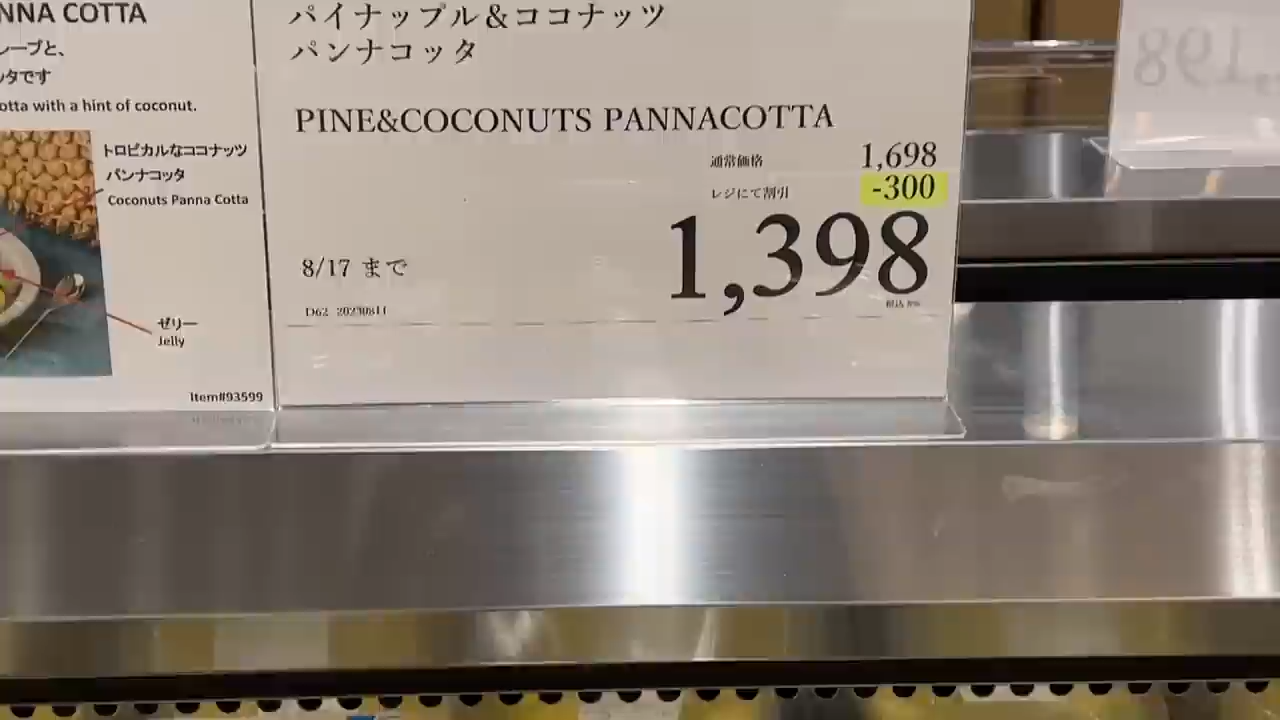 NNA COTTA
レープと、
ッタです
otta with a hint of coconut.
トロピカルなココナッツ
パンナコッタ
Coconuts Panna Cotta
ゼリー
Jelly
Item#93599
パイナップル&ココナッツ
パンナコッタ
PINE&COCONUTS PANNACOTTA
通常価格 1,698
レジにて割引 -300
1,398
8/17 まで
税込 8%
D62 20230811